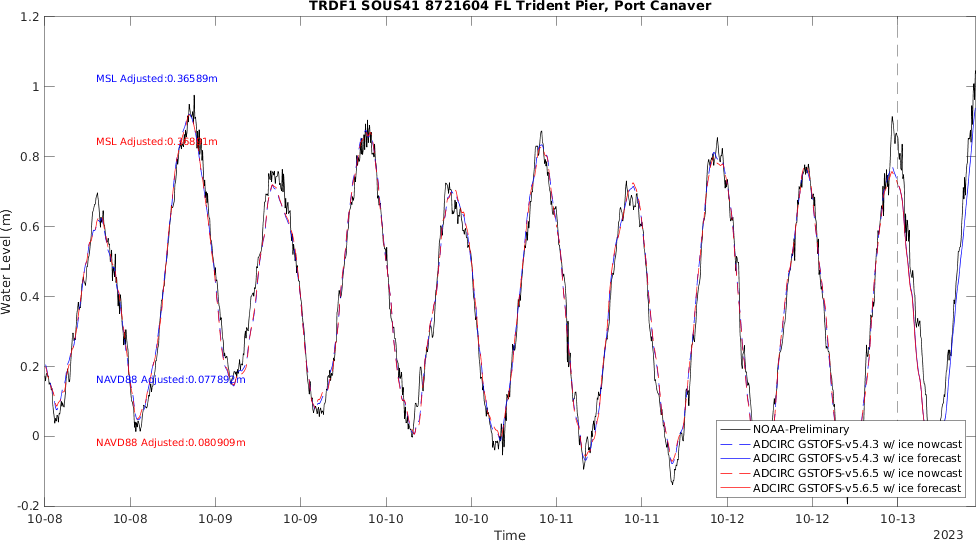 TRDF1 SOUS41 8721604 FL Trident Pier, Port Canaver
1.2
1
0.8
0.6
0.4
0.2
0
-0.2
Water Level (m)
MSL Adjusted:0.36589m
MSL Adjusted:
NAVD88 Adjusted:0.077892m
NAVD88 Adjusted:0.080909m
NOAA-Preliminary
ADCIRC GSTOFS-v5.4.3 w/ ice nowcast
ADCIRC GSTOFS-v5.4.3 w/ ice forecast
ADCIRC GSTOFS-v5.6.5 w/ ice nowcast
ADCIRC GSTOFS-v5.6.5 w/ ice forecast
10-08 10-08 10-09 10-09 10-10 10-10 10-11 10-11 10-12 10-12 10-13
Time
2023